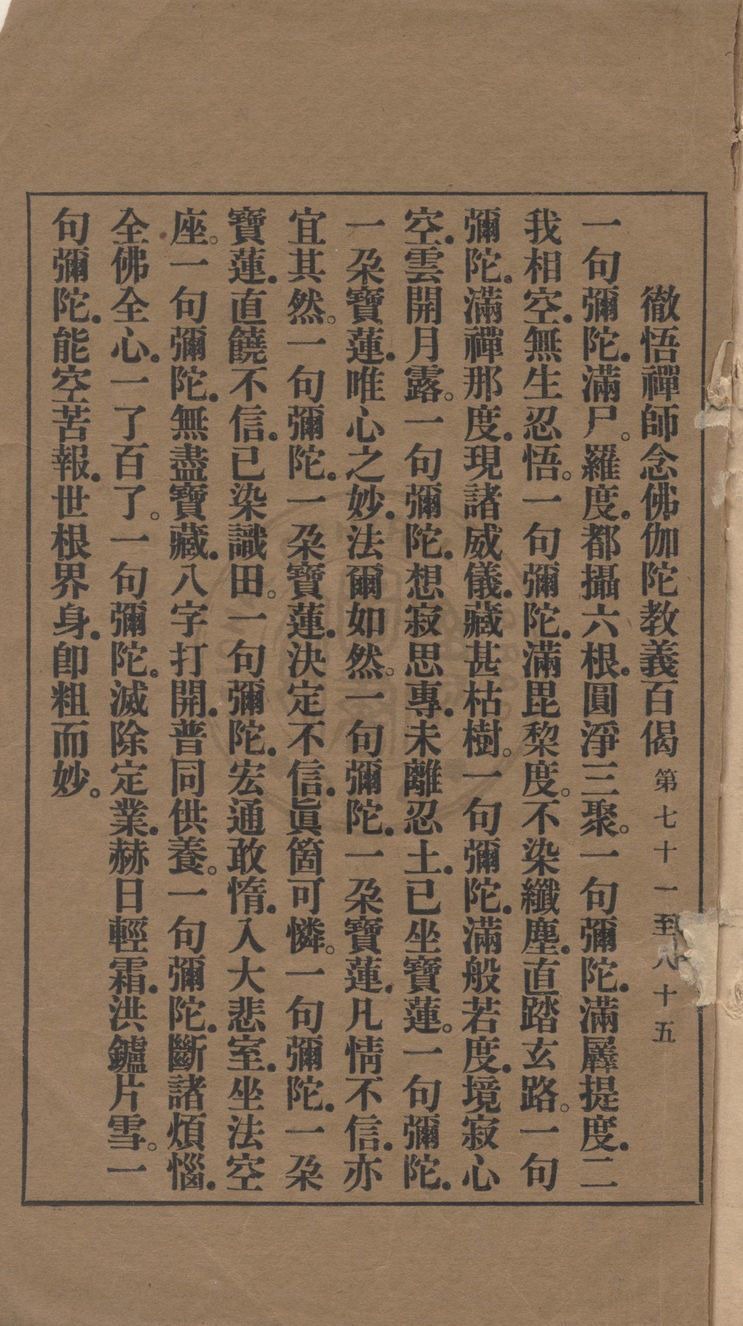 徹悟禪師念佛伽陀教義百偈 第七十一至八十五
一句彌陀.滿尸。羅度.都攝六根.圓淨三聚。一句彌陀.滿羼提度.二
我相空.無生忍悟。一句彌陀.滿毘黎度。不染纖塵.直踏玄路。一句
彌陀.滿禪那度.現諸威儀.藏甚枯樹。一句彌陀.滿般若度.境寂心
空.雲開月露。一句彌陀.想寂思專.未離忍土.已坐寶蓮。一句彌陀.
一朶寶蓮.唯心之妙.法爾如然。一句彌陀.一朶寶蓮.凡情不信.亦
宜其然。一句彌陀.一朶寶蓮.決定不信.眞箇可憐。一句彌陀.一朶
寶蓮.直饒不信.已染識田。一句彌陀.宏通敢惰.入大悲室.坐法空
座。一句彌陀.無盡寶藏.八字打開.普同供養。一句彌陀.斷諸煩惱.
全佛全心.一了百了。一句彌陀.滅除定業.赫日輕霜.洪鑪片雪。一
句彌陀.能空苦報.世根界身.卽粗而妙。